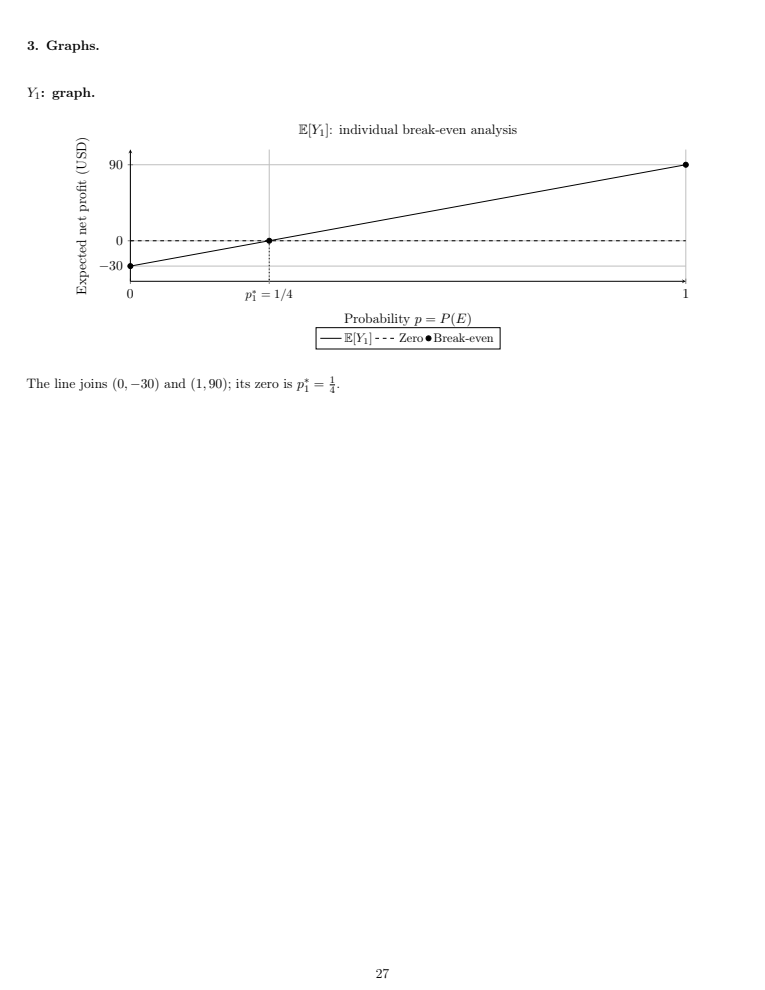 3. Graphs.
Y₁: graph.
𝔼[Y₁]: individual break-even analysis
Expected net profit (USD)
90
0
−30
0
p₁* = 1/4
1
Probability p = P(E)
𝔼[Y₁] Zero Break-even
The line joins (0, −30) and (1, 90); its zero is p₁* = 1/4.
27